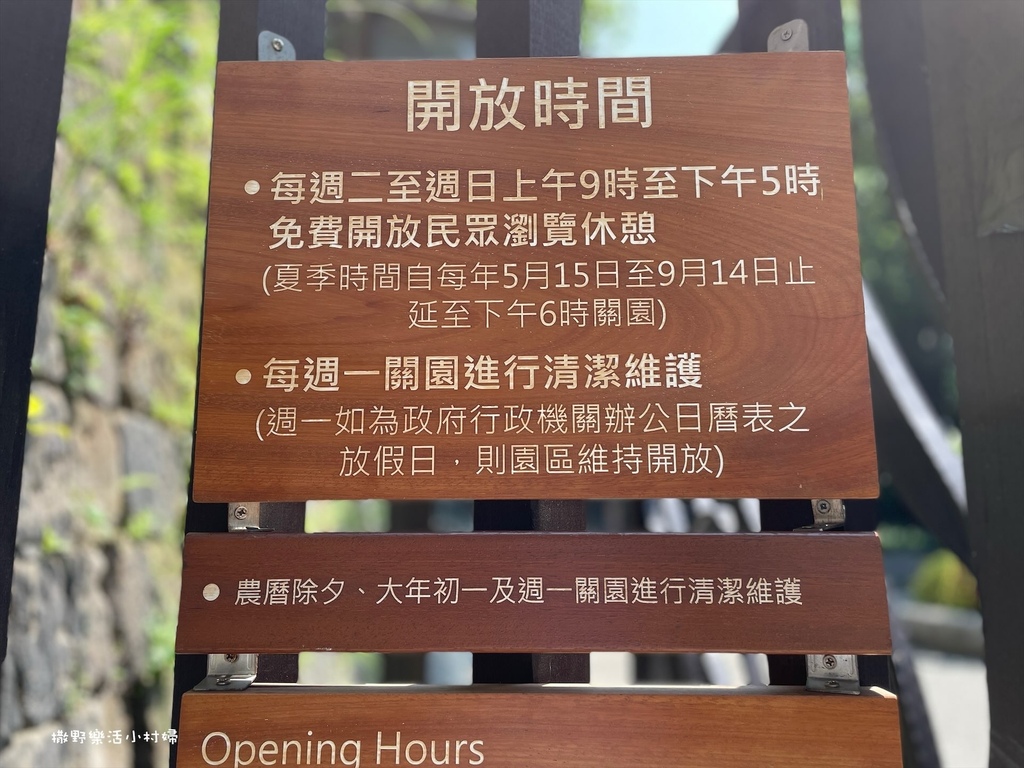 開放時間
• 每週二至週日上午9時至下午5時
免費開放民眾瀏覽休憩
(夏季時間自每年5月15日至9月14日止
延至下午6時關園)
• 每週一關園進行清潔維護
(週一如為政府行政機關辦公日曆表之
放假日，則園區維持開放)
• 農曆除夕、大年初一及週一關園進行清潔維護
Opening Hours
撒野樂活小村婦